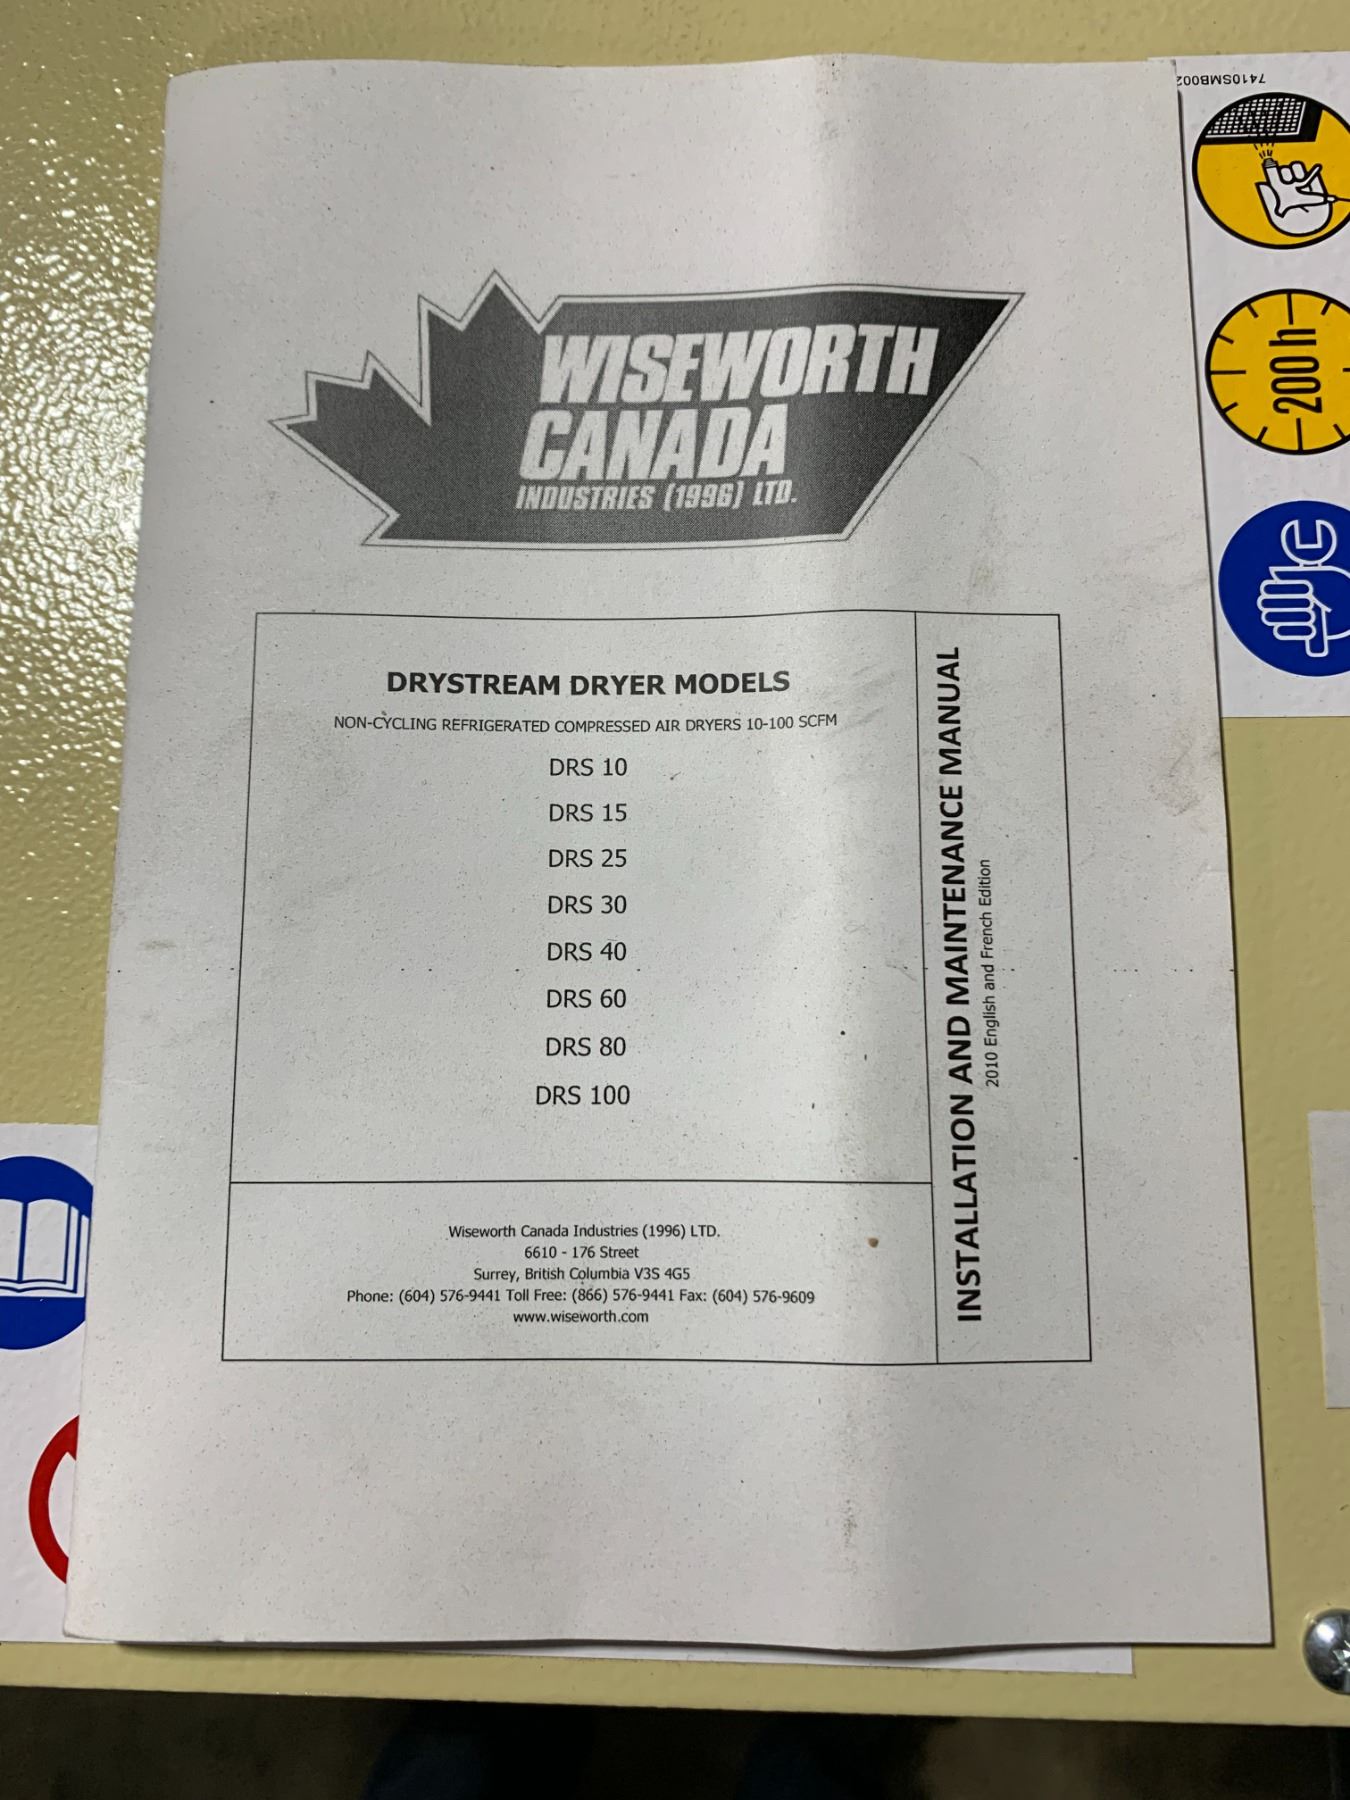 7410SMB002
200 h
WISEWORTH
CANADA
INDUSTRIES (1996) LTD.
DRYSTREAM DRYER MODELS
NON-CYCLING REFRIGERATED COMPRESSED AIR DRYERS 10-100 SCFM
DRS 10
DRS 15
DRS 25
DRS 30
DRS 40
DRS 60
DRS 80
DRS 100
Wiseworth Canada Industries (1996) LTD.
6610 - 176 Street
Surrey, British Columbia V3S 4G5
Phone: (604) 576-9441 Toll Free: (866) 576-9441 Fax: (604) 576-9609
www.wiseworth.com
INSTALLATION AND MAINTENANCE MANUAL
2010 English and French Edition